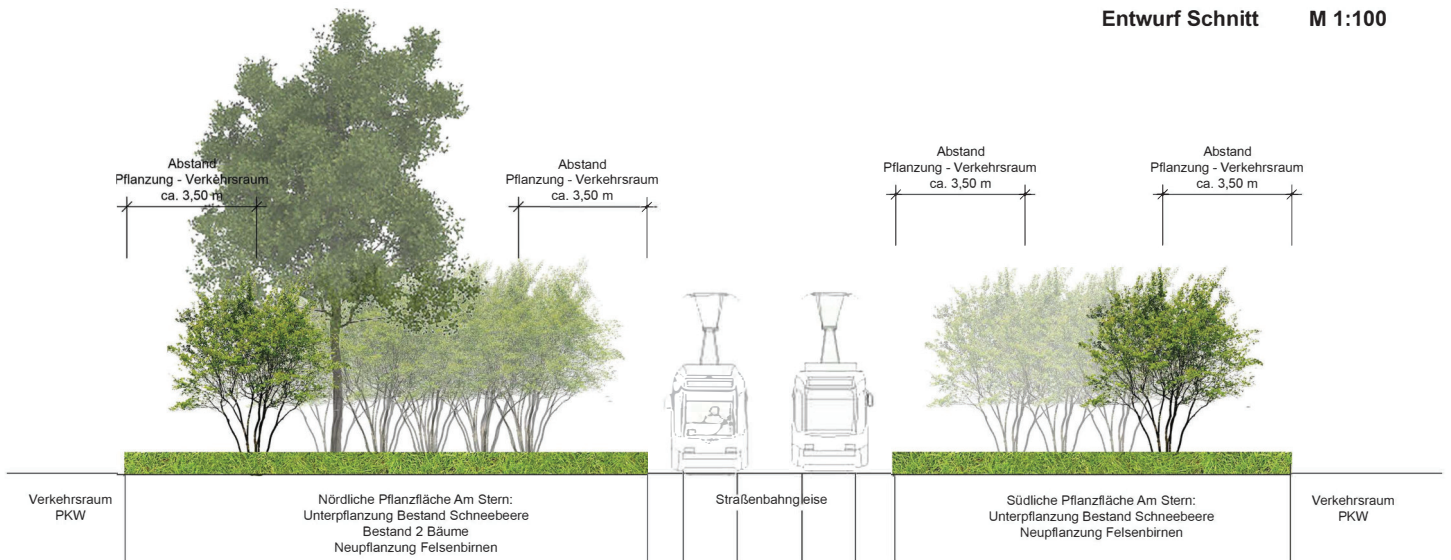 Entwurf Schnitt M 1:100
Abstand
Pflanzung - Verkehrsraum
ca. 3,50 m
Abstand
Pflanzung - Verkehrsraum
ca. 3,50 m
Abstand
Pflanzung - Verkehrsraum
ca. 3,50 m
Abstand
Pflanzung - Verkehrsraum
ca. 3,50 m
Verkehrsraum
PKW
Nördliche Pflanzfläche Am Stern:
Unterpflanzung Bestand Schneebeere
Bestand 2 Bäume
Neupflanzung Felsenbirnen
Straßenbahngleise
Südliche Pflanzfläche Am Stern:
Unterpflanzung Bestand Schneebeere
Neupflanzung Felsenbirnen
Verkehrsraum
PKW